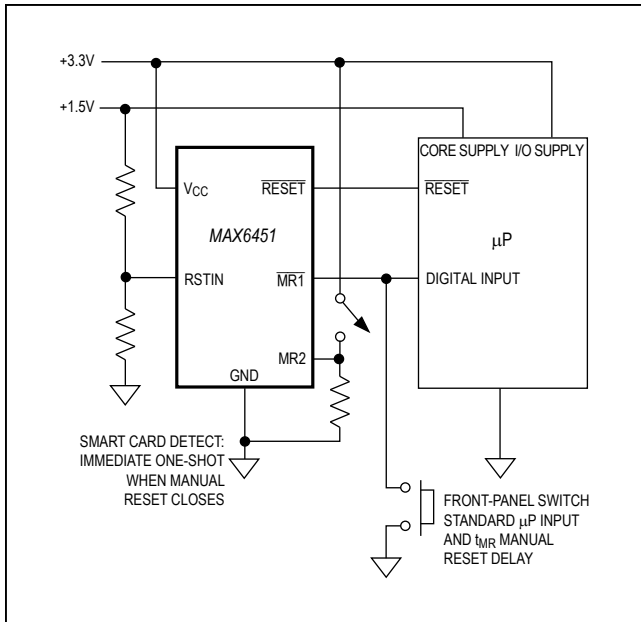 +3.3V
+1.5V
CORE SUPPLY I/O SUPPLY
VCC
RESET
RESET
MAX6451
μP
RSTIN
MR1
DIGITAL INPUT
MR2
GND
SMART CARD DETECT:
IMMEDIATE ONE-SHOT
WHEN MANUAL
RESET CLOSES
FRONT-PANEL SWITCH
STANDARD μP INPUT
AND tMR MANUAL
RESET DELAY